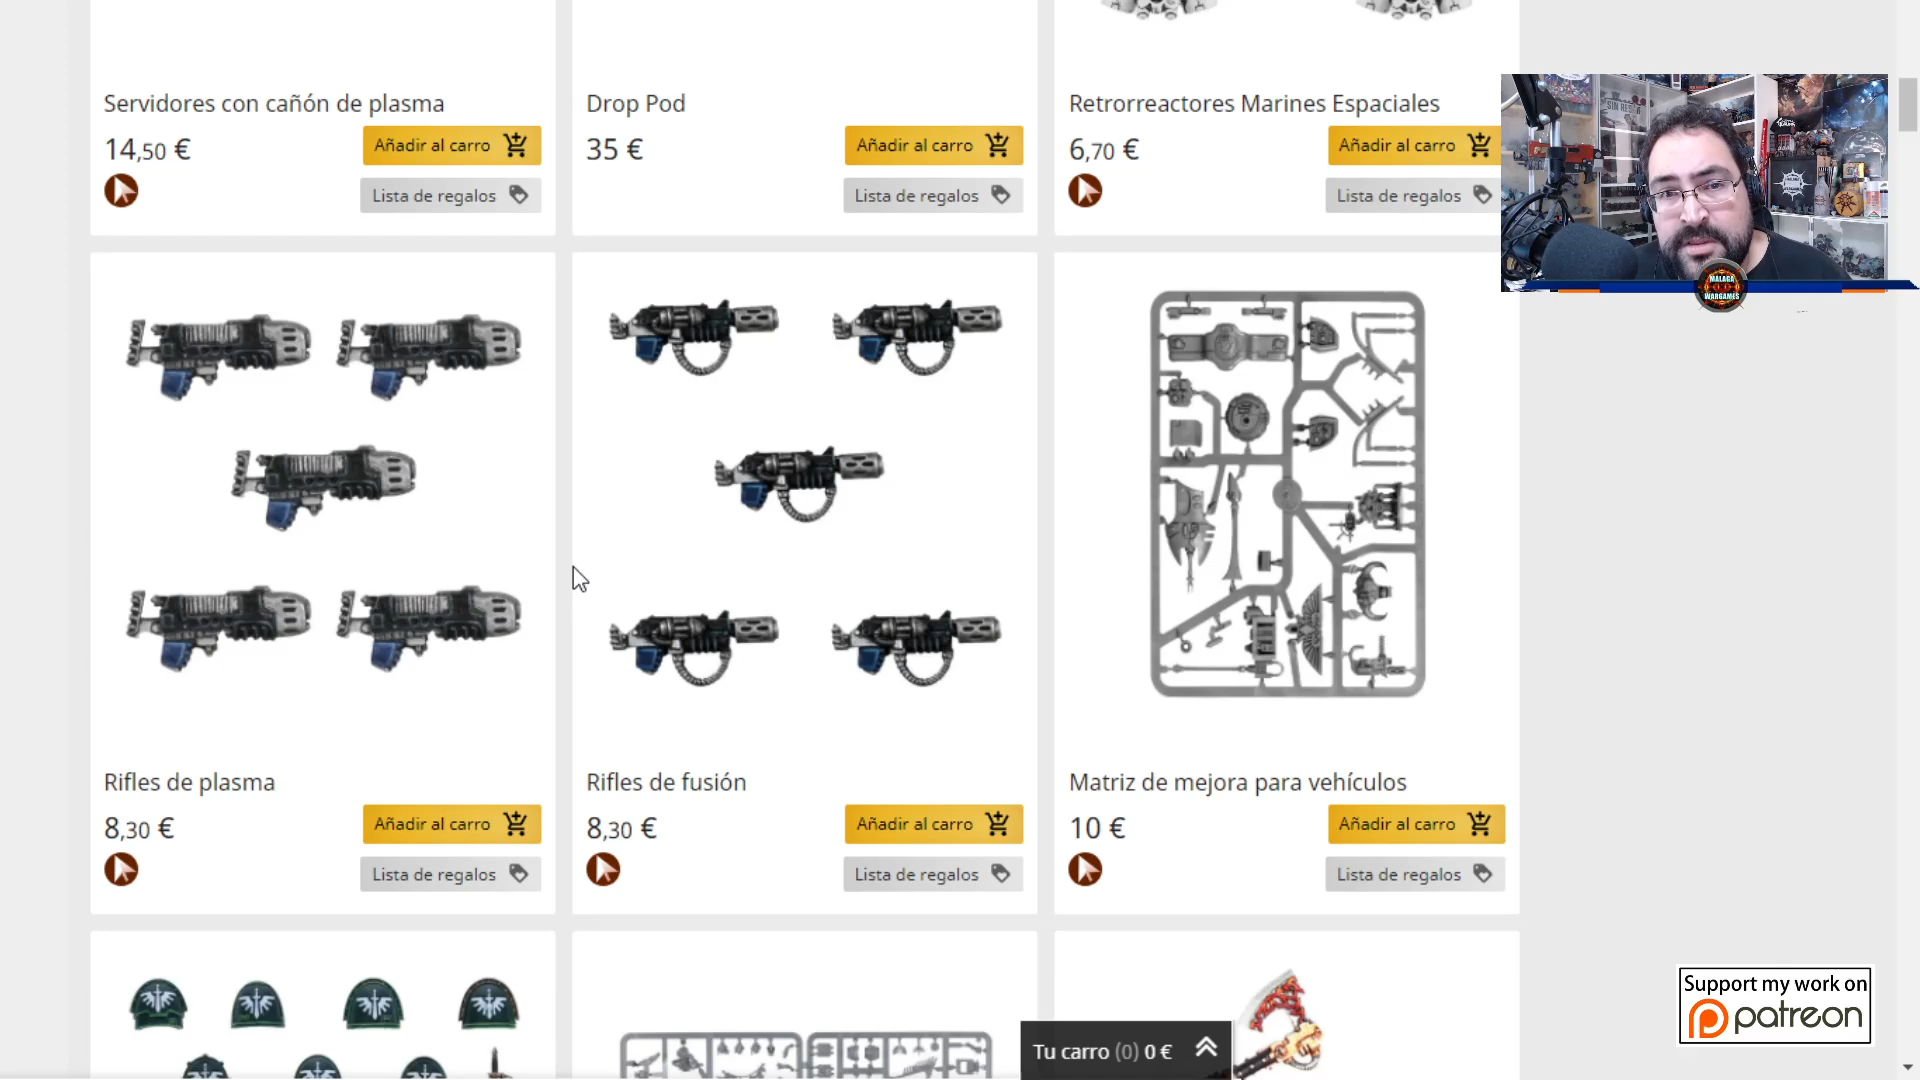 Servidores con cañón de plasma
14,50 €
Añadir al carro
Lista de regalos
Drop Pod
35 €
Añadir al carro
Lista de regalos
Retrorreactores Marines Espaciales
6,70 €
Añadir al carro
Lista de regalos
MALAGA
WARGAMES
Rifles de plasma
8,30 €
Añadir al carro
Lista de regalos
Rifles de fusión
8,30 €
Añadir al carro
Lista de regalos
Matriz de mejora para vehículos
10 €
Añadir al carro
Lista de regalos
Tu carro (0) 0 €
Support my work on
patreon